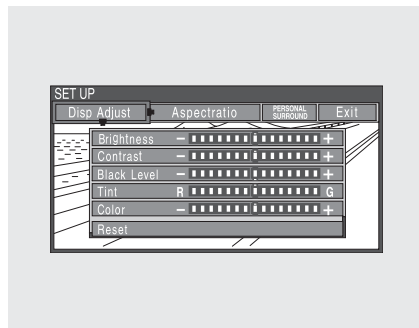 SET UP
Disp Adjust Aspectratio PERSONAL SURROUND Exit
Brightness – +
Contrast – +
Black Level – +
Tint R G
Color – +
Reset